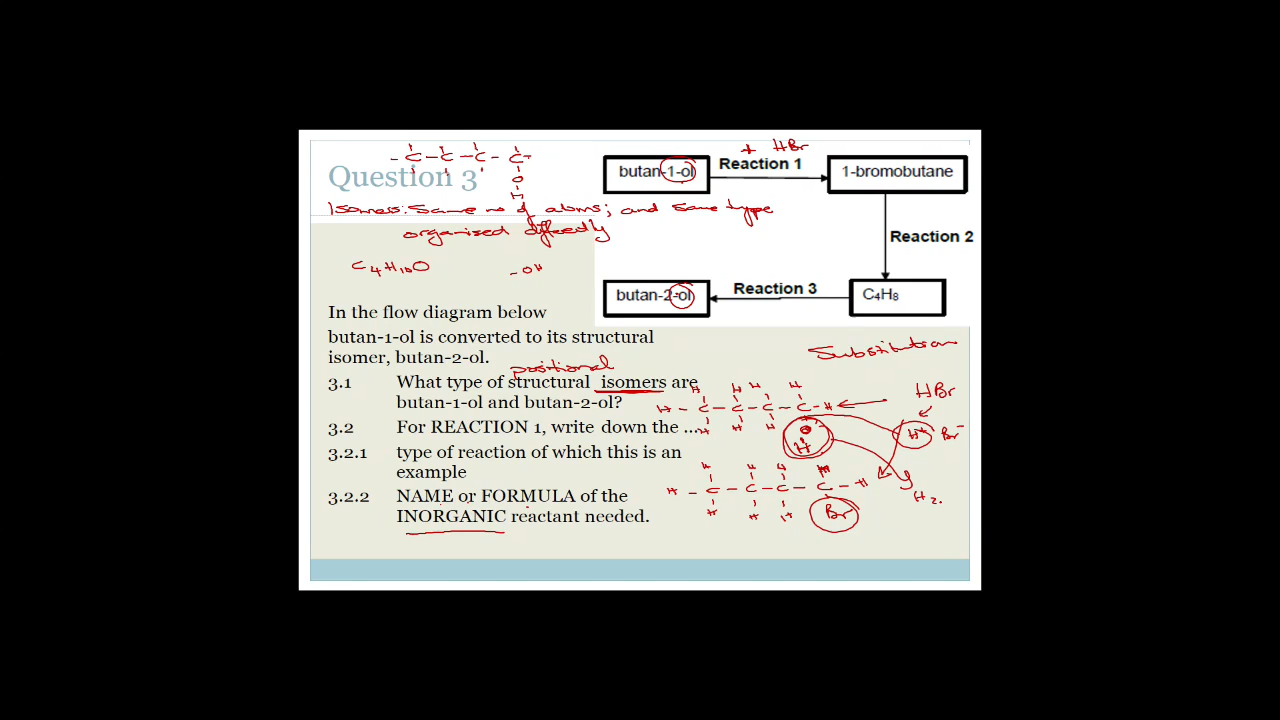 + HBr
butan-1-ol
Reaction 1
1-bromobutane
- C - C - C - C -
O
H
Question 3
Isomers: Same no of atoms; and same type
organised differently
Reaction 2
C₄H₁₀O
- OH
butan-2-ol
Reaction 3
C₄H₈
In the flow diagram below
butan-1-ol is converted to its structural
isomer, butan-2-ol.
Substitution
positional
3.1 What type of structural isomers are
butan-1-ol and butan-2-ol?
3.2 For REACTION 1, write down the ...
3.2.1 type of reaction of which this is an
example
3.2.2 NAME or FORMULA of the
INORGANIC reactant needed.
H H H H
H - C - C - C - C - H
H H H
O
H
HBr
H⁺ Br⁻
H H H H
H - C - C - C - C - H
H H H Br
H₂